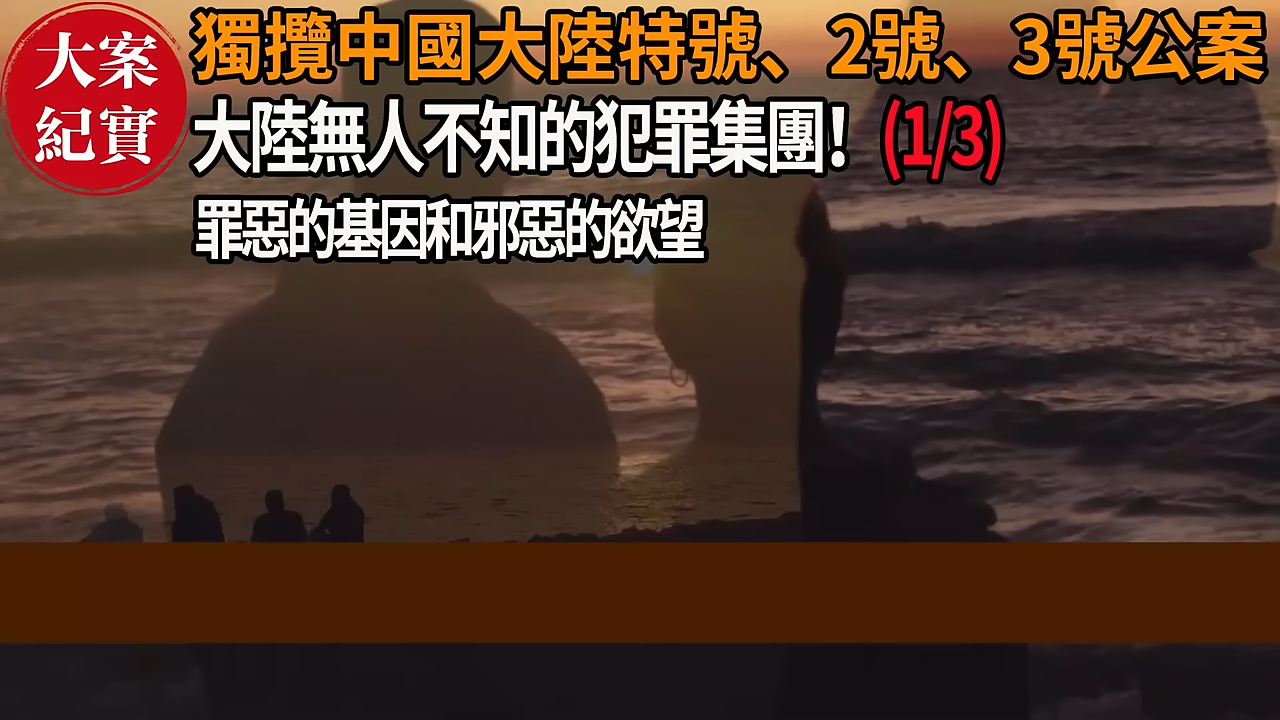 大案
紀實
獨攬中國大陸特號、2號、3號公案
大陸無人不知的犯罪集團！(1/3)
罪惡的基因和邪惡的欲望